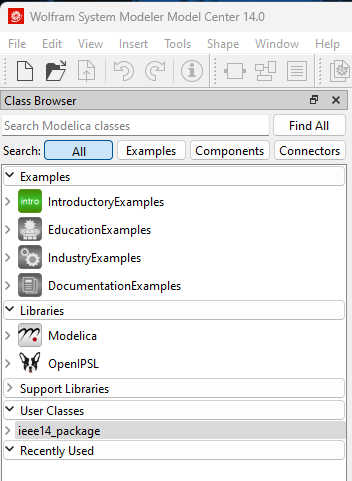 Wolfram System Modeler Model Center 14.0
File Edit View Insert Tools Shape Window Help
Class Browser
Search Modelica classes Find All
Search: All Examples Components Connectors
Examples
intro IntroductoryExamples
EducationExamples
IndustryExamples
DocumentationExamples
Libraries
Modelica
OpenIPSL
Support Libraries
User Classes
ieee14_package
Recently Used